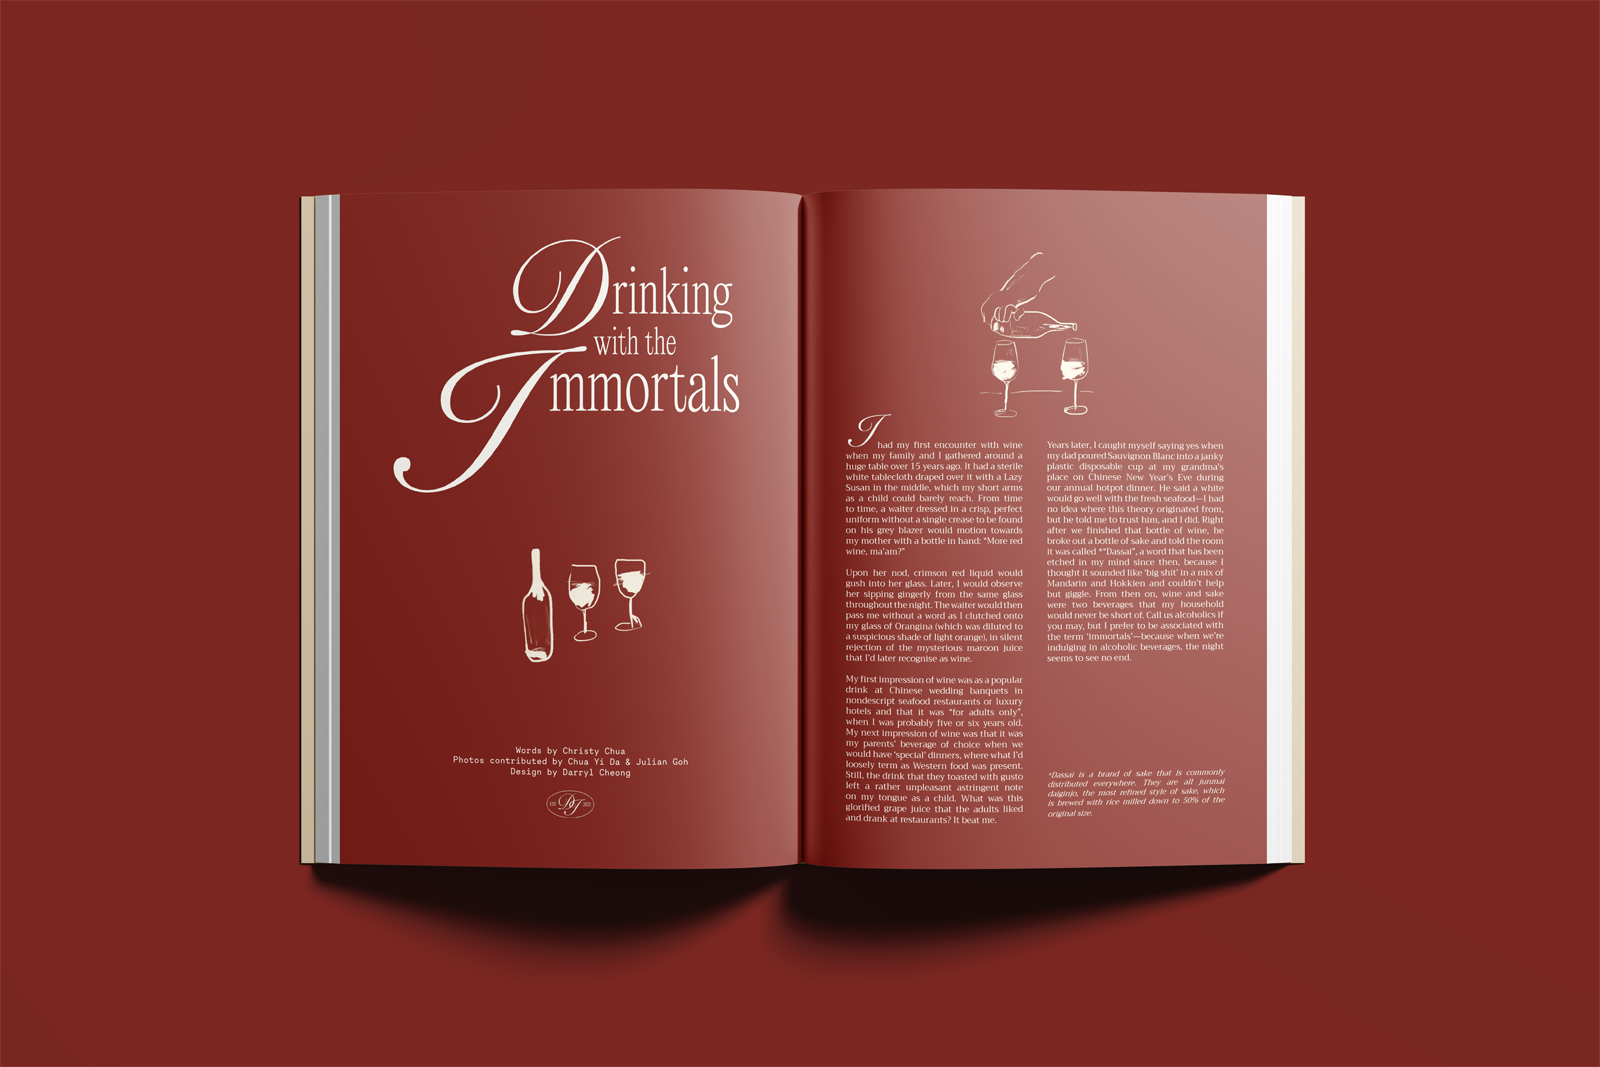 Drinking
with the
Immortals
Words by Christy Chua
Photos contributed by Chua Yi Da & Julian Goh
Design by Darryl Cheong
I had my first encounter with wine
when my family and I gathered around a
huge table over 15 years ago. It had a sterile
white tablecloth draped over it with a Lazy
Susan in the middle, which my short arms
as a child could barely reach. From time
to time, a waiter dressed in a crisp, perfect
uniform without a single crease to be found
on his grey blazer would motion towards
my mother with a bottle in hand: “More red
wine, ma’am?”
Upon her nod, crimson red liquid would
gush into her glass. Later, I would observe
her sipping gingerly from the same glass
throughout the night. The waiter would then
pass me without a word as I clutched onto
my glass of Orangina (which was diluted to
a suspicious shade of light orange), in silent
rejection of the mysterious maroon juice
that I’d later recognise as wine.
My first impression of wine was as a popular
drink at Chinese wedding banquets in
nondescript seafood restaurants or luxury
hotels and that it was “for adults only”,
when I was probably five or six years old.
My next impression of wine was that it was
my parents’ beverage of choice when we
would have ‘special’ dinners, where what I’d
loosely term as Western food was present.
Still, the drink that they toasted with gusto
left a rather unpleasant astringent note
on my tongue as a child. What was this
glorified grape juice that the adults liked
and drank at restaurants? It beat me.
Years later, I caught myself saying yes when
my dad poured Sauvignon Blanc into a janky
plastic disposable cup at my grandma’s
place on Chinese New Year’s Eve during
our annual hotpot dinner. He said a white
would go well with the fresh seafood—I had
no idea where this theory originated from,
but he told me to trust him, and I did. Right
after we finished that bottle of wine, he
broke out a bottle of sake and told the room
it was called *“Dassai”, a word that has been
etched in my mind since then, because I
thought it sounded like ‘big shit’ in a mix of
Mandarin and Hokkien and couldn’t help
but giggle. From then on, wine and sake
were two beverages that my household
would never be short of. Call us alcoholics if
you may, but I prefer to be associated with
the term ‘immortals’—because when we’re
indulging in alcoholic beverages, the night
seems to see no end.
*Dassai is a brand of sake that is commonly
distributed everywhere. They are all junmai
daiginjo, the most refined style of sake, which
is brewed with rice milled down to 50% of the
original size.